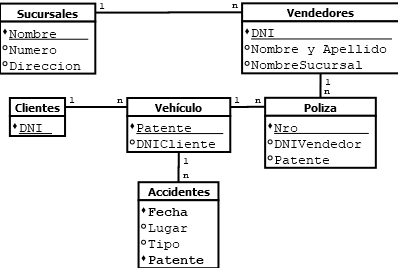 Sucursales
Nombre
Numero
Direccion
1
n
Vendedores
DNI
Nombre y Apellido
NombreSucursal
1
n
Clientes
DNI
1
n
Vehículo
Patente
DNICliente
1
n
Poliza
Nro
DNIVendedor
Patente
1
n
Accidentes
Fecha
Lugar
Tipo
Patente